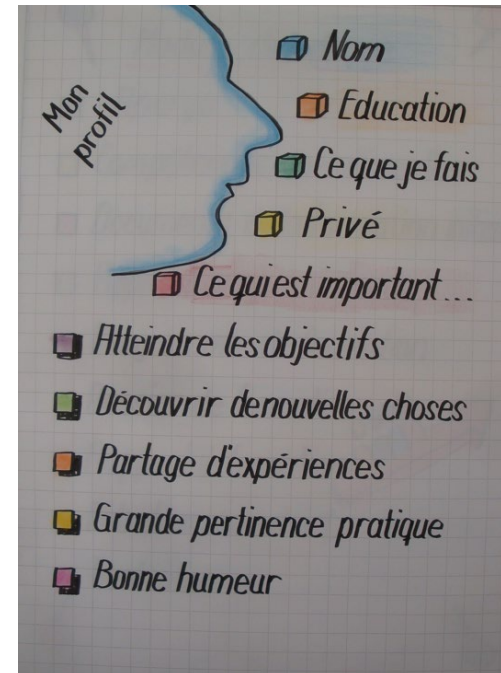 Mon
profil
Nom
Education
Ce que je fais
Privé
Ce qui est important...
Atteindre les objectifs
Découvrir de nouvelles choses
Partage d'expériences
Grande pertinence pratique
Bonne humeur